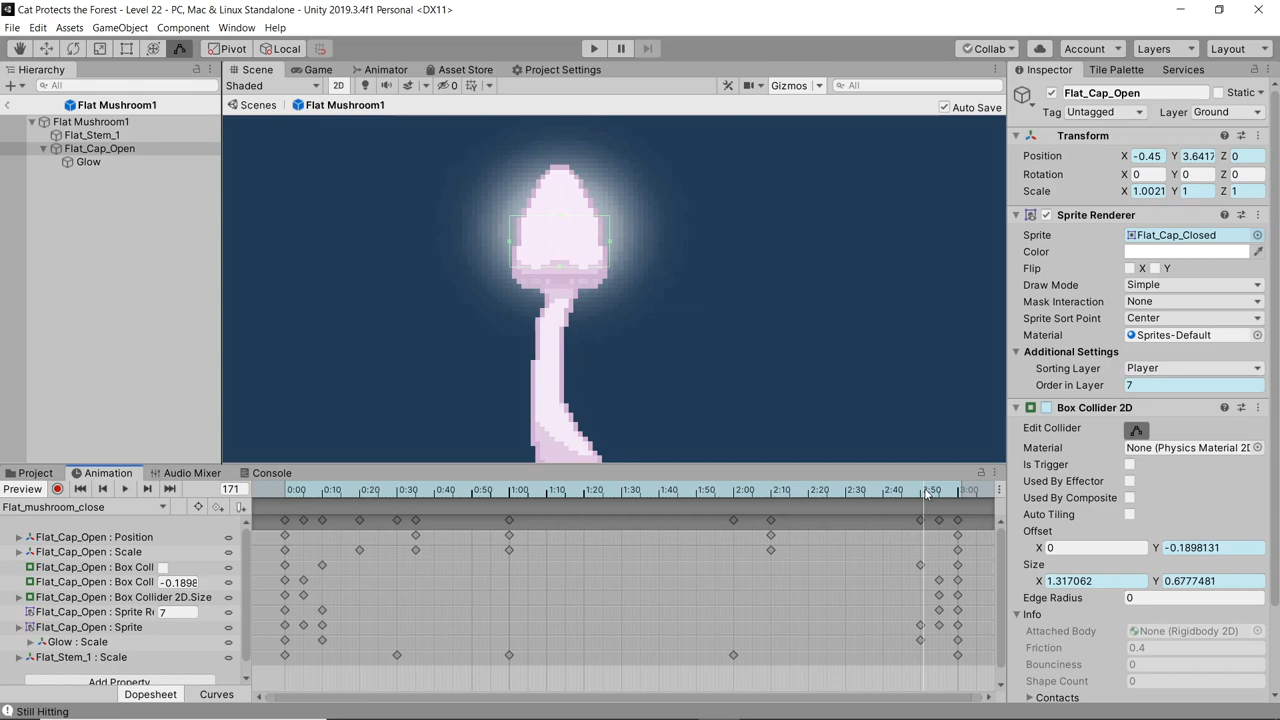 Cat Protects the Forest - Level 22 - PC, Mac & Linux Standalone - Unity 2019.3.4f1 Personal <DX11>
File Edit Assets GameObject Component Window Help
Pivot Local Collab Account Layers Layout
Hierarchy Scene Game Animator Asset Store Project Settings Inspector Tile Palette Services
All Shaded 2D 0 Gizmos All Flat_Cap_Open Static
Flat Mushroom1 Scenes Flat Mushroom1 Auto Save Tag Untagged Layer Ground
Flat Mushroom1
Flat_Stem_1
Flat_Cap_Open
Glow
Transform
Position X -0.45 Y 3.6417 Z 0
Rotation X 0 Y 0 Z 0
Scale X 1.0021 Y 1 Z 1
Sprite Renderer
Sprite Flat_Cap_Closed
Color
Flip X Y
Draw Mode Simple
Mask Interaction None
Sprite Sort Point Center
Material Sprites-Default
Additional Settings
Sorting Layer Player
Order in Layer 7
Box Collider 2D
Edit Collider
Material None (Physics Material 2D
Is Trigger
Used By Effector
Used By Composite
Auto Tiling
Offset
X 0 Y -0.1898131
Size
X 1.317062 Y 0.6777481
Edge Radius 0
Info
Attached Body None (Rigidbody 2D)
Friction 0.4
Bounciness 0
Shape Count 0
Contacts
Project Animation Audio Mixer Console
Preview 171 0:00 0:10 0:20 0:30 0:40 0:50 1:00 1:10 1:20 1:30 1:40 1:50 2:00 2:10 2:20 2:30 2:40 2:50 3:00
Flat_mushroom_close
Flat_Cap_Open : Position
Flat_Cap_Open : Scale
Flat_Cap_Open : Box Coll
Flat_Cap_Open : Box Coll -0.1898
Flat_Cap_Open : Box Collider 2D.Size
Flat_Cap_Open : Sprite Re 7
Flat_Cap_Open : Sprite
Glow : Scale
Flat_Stem_1 : Scale
Add Property
Dopesheet Curves
Still Hitting